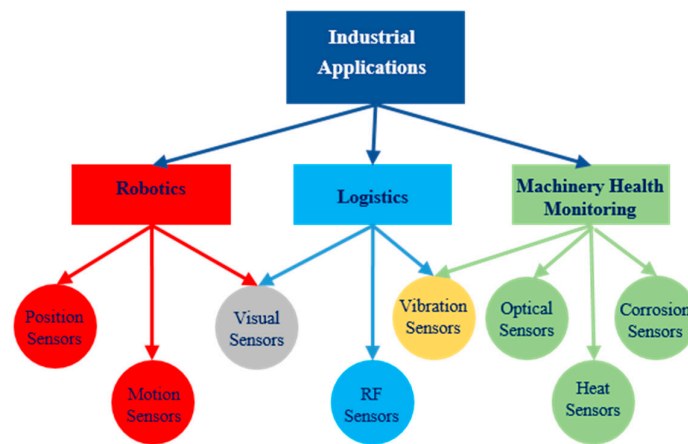 Industrial
Applications
Robotics
Logistics
Machinery Health
Monitoring
Position
Sensors
Visual
Sensors
Vibration
Sensors
Optical
Sensors
Corrosion
Sensors
Motion
Sensors
RF
Sensors
Heat
Sensors